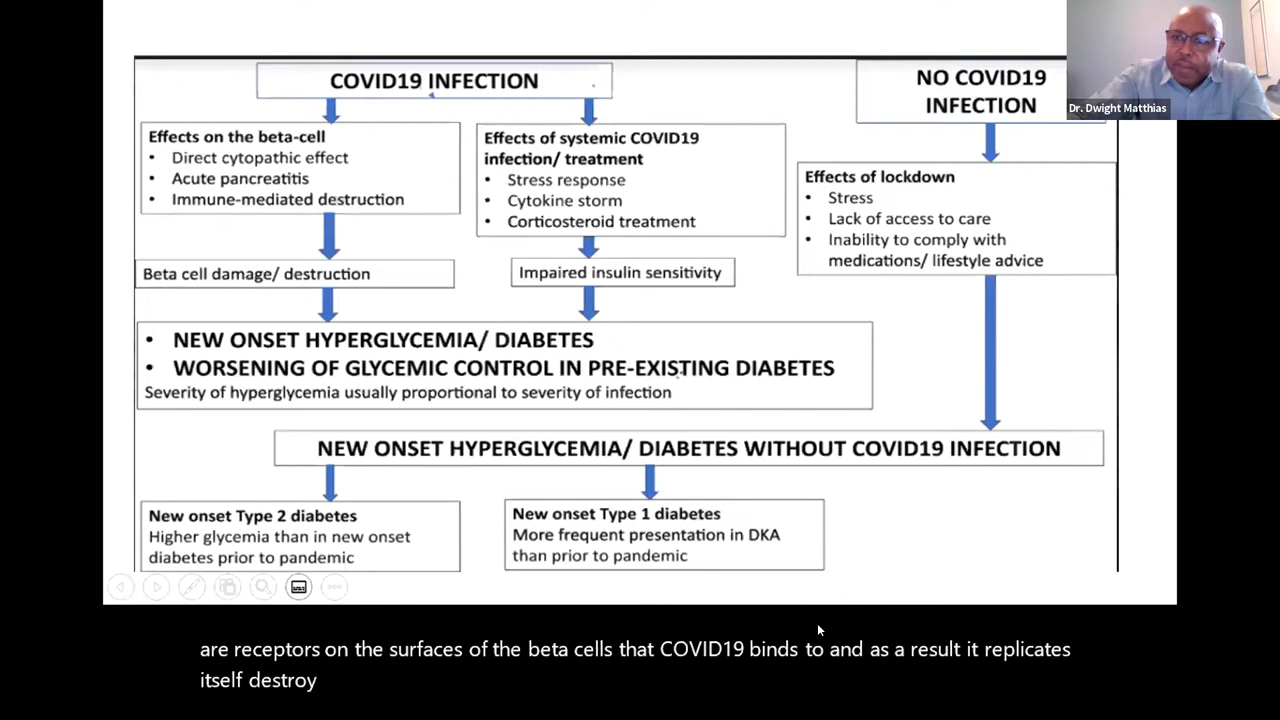 COVID19 INFECTION
NO COVID19
INFECTION
Dr. Dwight Matthias
Effects on the beta-cell
• Direct cytopathic effect
• Acute pancreatitis
• Immune-mediated destruction
Effects of systemic COVID19
infection/ treatment
• Stress response
• Cytokine storm
• Corticosteroid treatment
Effects of lockdown
• Stress
• Lack of access to care
• Inability to comply with
medications/ lifestyle advice
Beta cell damage/ destruction
Impaired insulin sensitivity
• NEW ONSET HYPERGLYCEMIA/ DIABETES
• WORSENING OF GLYCEMIC CONTROL IN PRE-EXISTING DIABETES
Severity of hyperglycemia usually proportional to severity of infection
NEW ONSET HYPERGLYCEMIA/ DIABETES WITHOUT COVID19 INFECTION
New onset Type 2 diabetes
Higher glycemia than in new onset
diabetes prior to pandemic
New onset Type 1 diabetes
More frequent presentation in DKA
than prior to pandemic
are receptors on the surfaces of the beta cells that COVID19 binds to and as a result it replicates
itself destroy